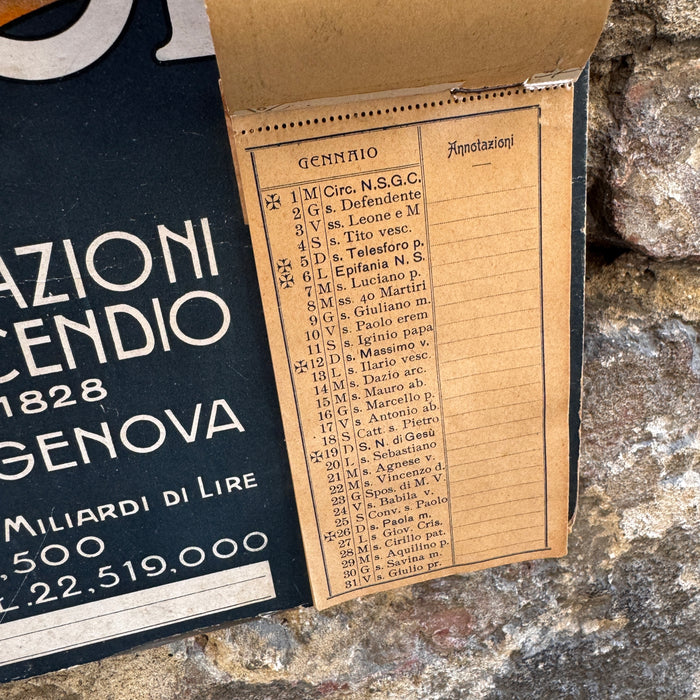 AZIONI
CENDIO
1828
GENOVA
MILIARDI DI LIRE
,500
L.22,519,000
GENNAIO
Annotazioni
✠ 1 M Circ. N.S.G.C.
2 G s. Defendente
3 V ss. Leone e M
4 S s. Tito vesc.
✠ 5 D s. Telesforo p.
✠ 6 L Epifania N. S.
7 M s. Luciano p.
8 M ss. 40 Martiri
9 G s. Giuliano m.
10 V s. Paolo erem
11 S s. Iginio papa
✠ 12 D s. Massimo v.
13 L s. Ilario vesc.
14 M s. Dazio arc.
15 M s. Mauro ab.
16 G s. Marcello p.
17 V s. Antonio ab.
18 S Catt. s. Pietro
✠ 19 D S. N. di Gesù
20 L s. Sebastiano
21 M s. Agnese v.
22 M s. Vincenzo d.
23 G Spos. di M. V.
24 V s. Babila v.
25 S Conv. s. Paolo
✠ 26 D s. Paola m.
27 L s. Giov. Cris.
28 M s. Cirillo pat.
29 M s. Aquilino p.
30 G s. Savina m.
31 V s. Giulio pr.